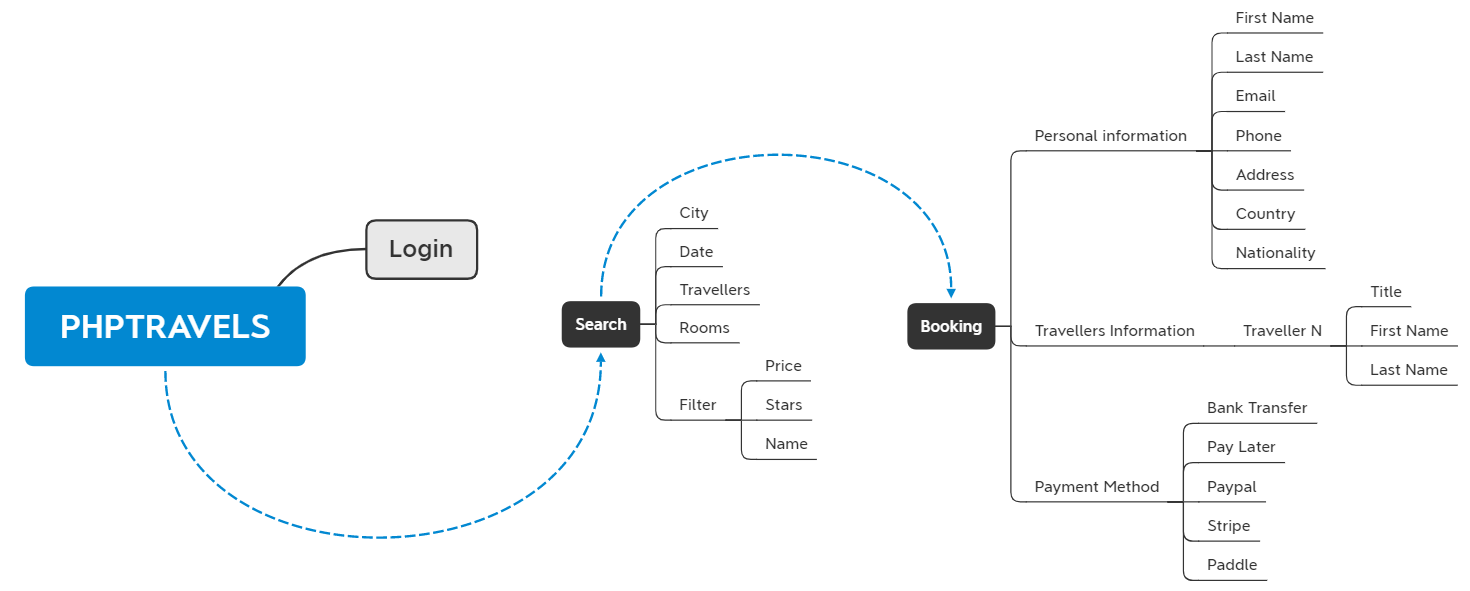 PHPTRAVELS
Login
Search
City
Date
Travellers
Rooms
Filter
Price
Stars
Name
Booking
Personal information
First Name
Last Name
Email
Phone
Address
Country
Nationality
Travellers Information
Traveller N
Title
First Name
Last Name
Payment Method
Bank Transfer
Pay Later
Paypal
Stripe
Paddle